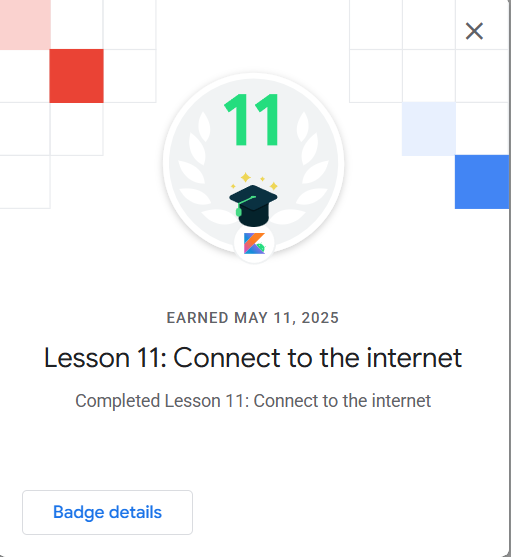 11
EARNED MAY 11, 2025
Lesson 11: Connect to the internet
Completed Lesson 11: Connect to the internet
Badge details